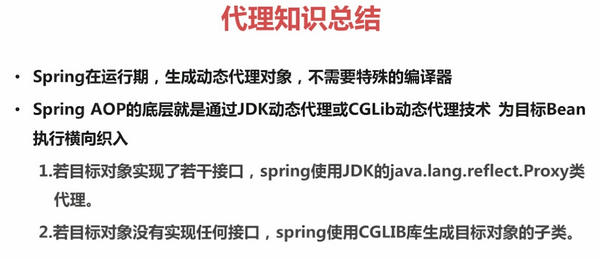 代理知识总结
• Spring在运行期，生成动态代理对象，不需要特殊的编译器
• Spring AOP的底层就是通过JDK动态代理或CGLib动态代理技术 为目标Bean
执行横向织入
1.若目标对象实现了若干接口，spring使用JDK的java.lang.reflect.Proxy类
代理。
2.若目标对象没有实现任何接口，spring使用CGLIB库生成目标对象的子类。